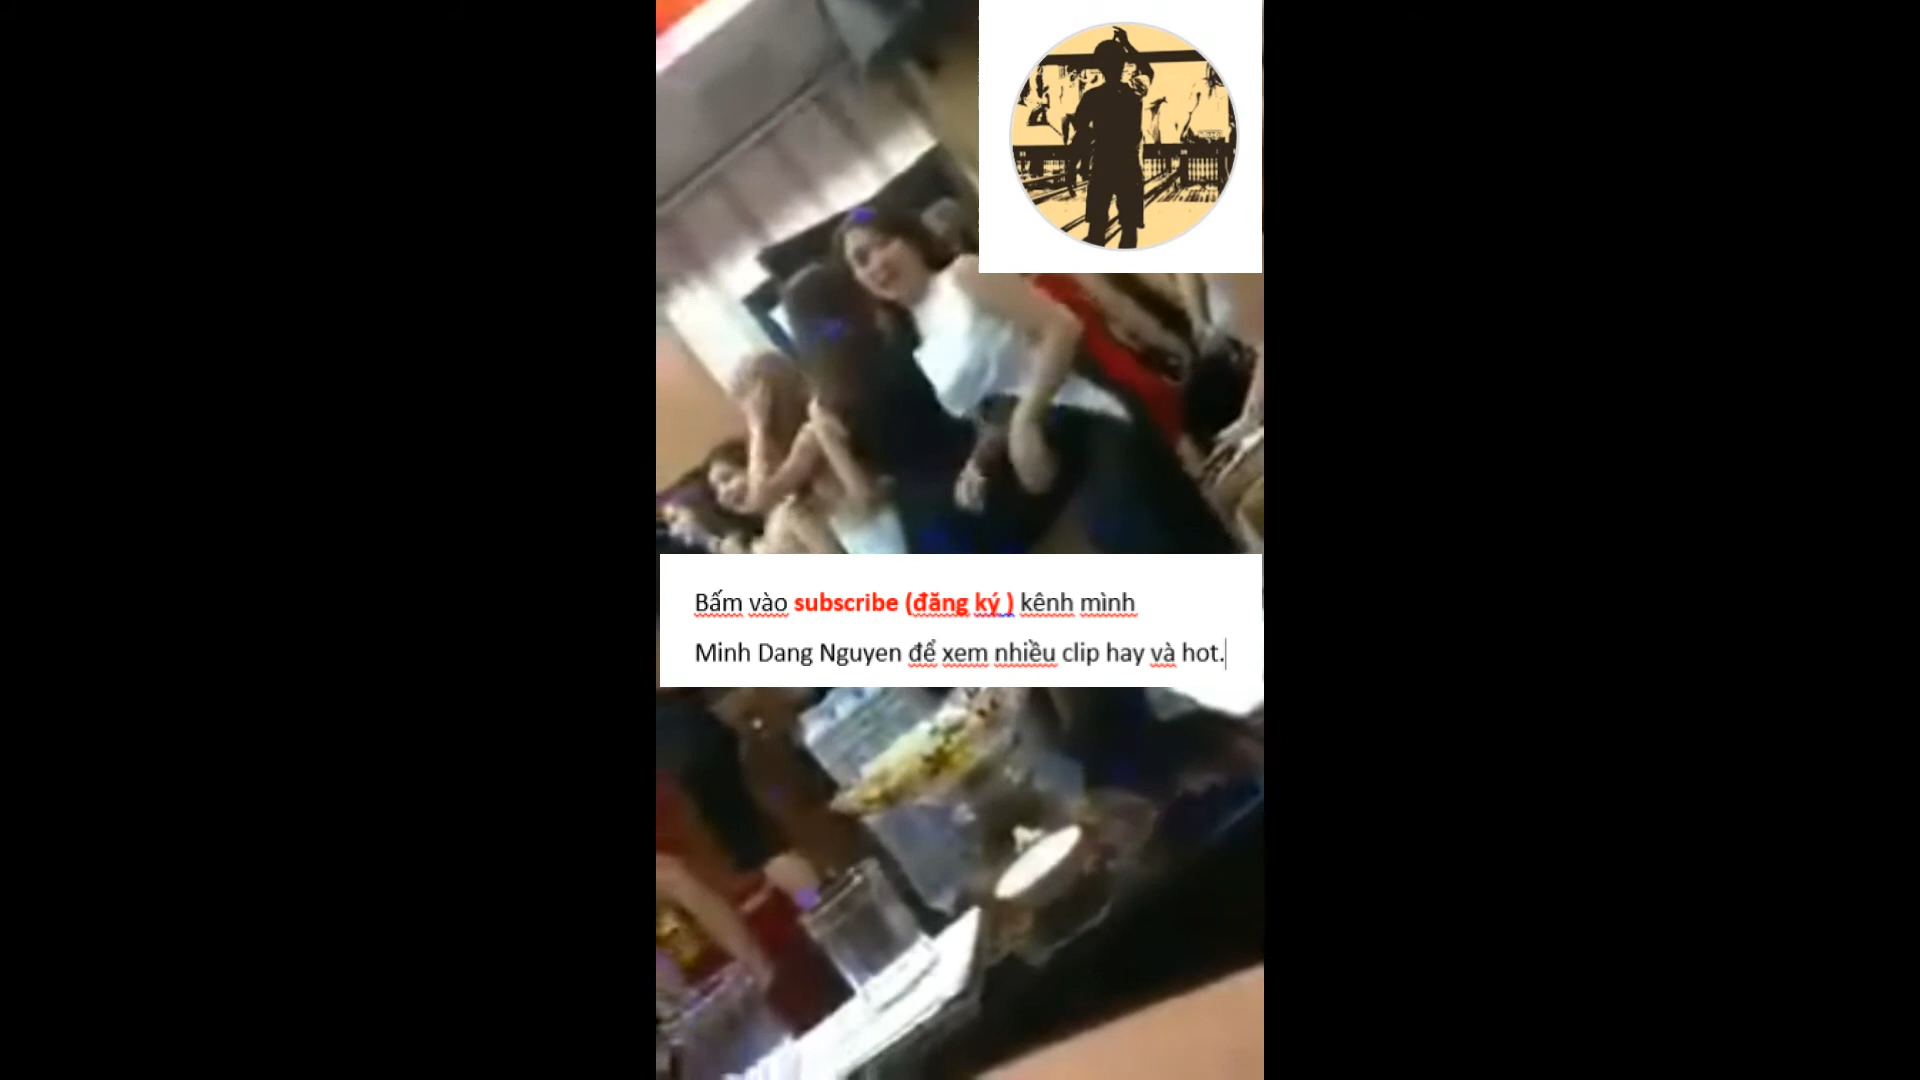 Bấm vào subscribe (đăng ký ) kênh mình
Minh Dang Nguyen để xem nhiều clip hay và hot.